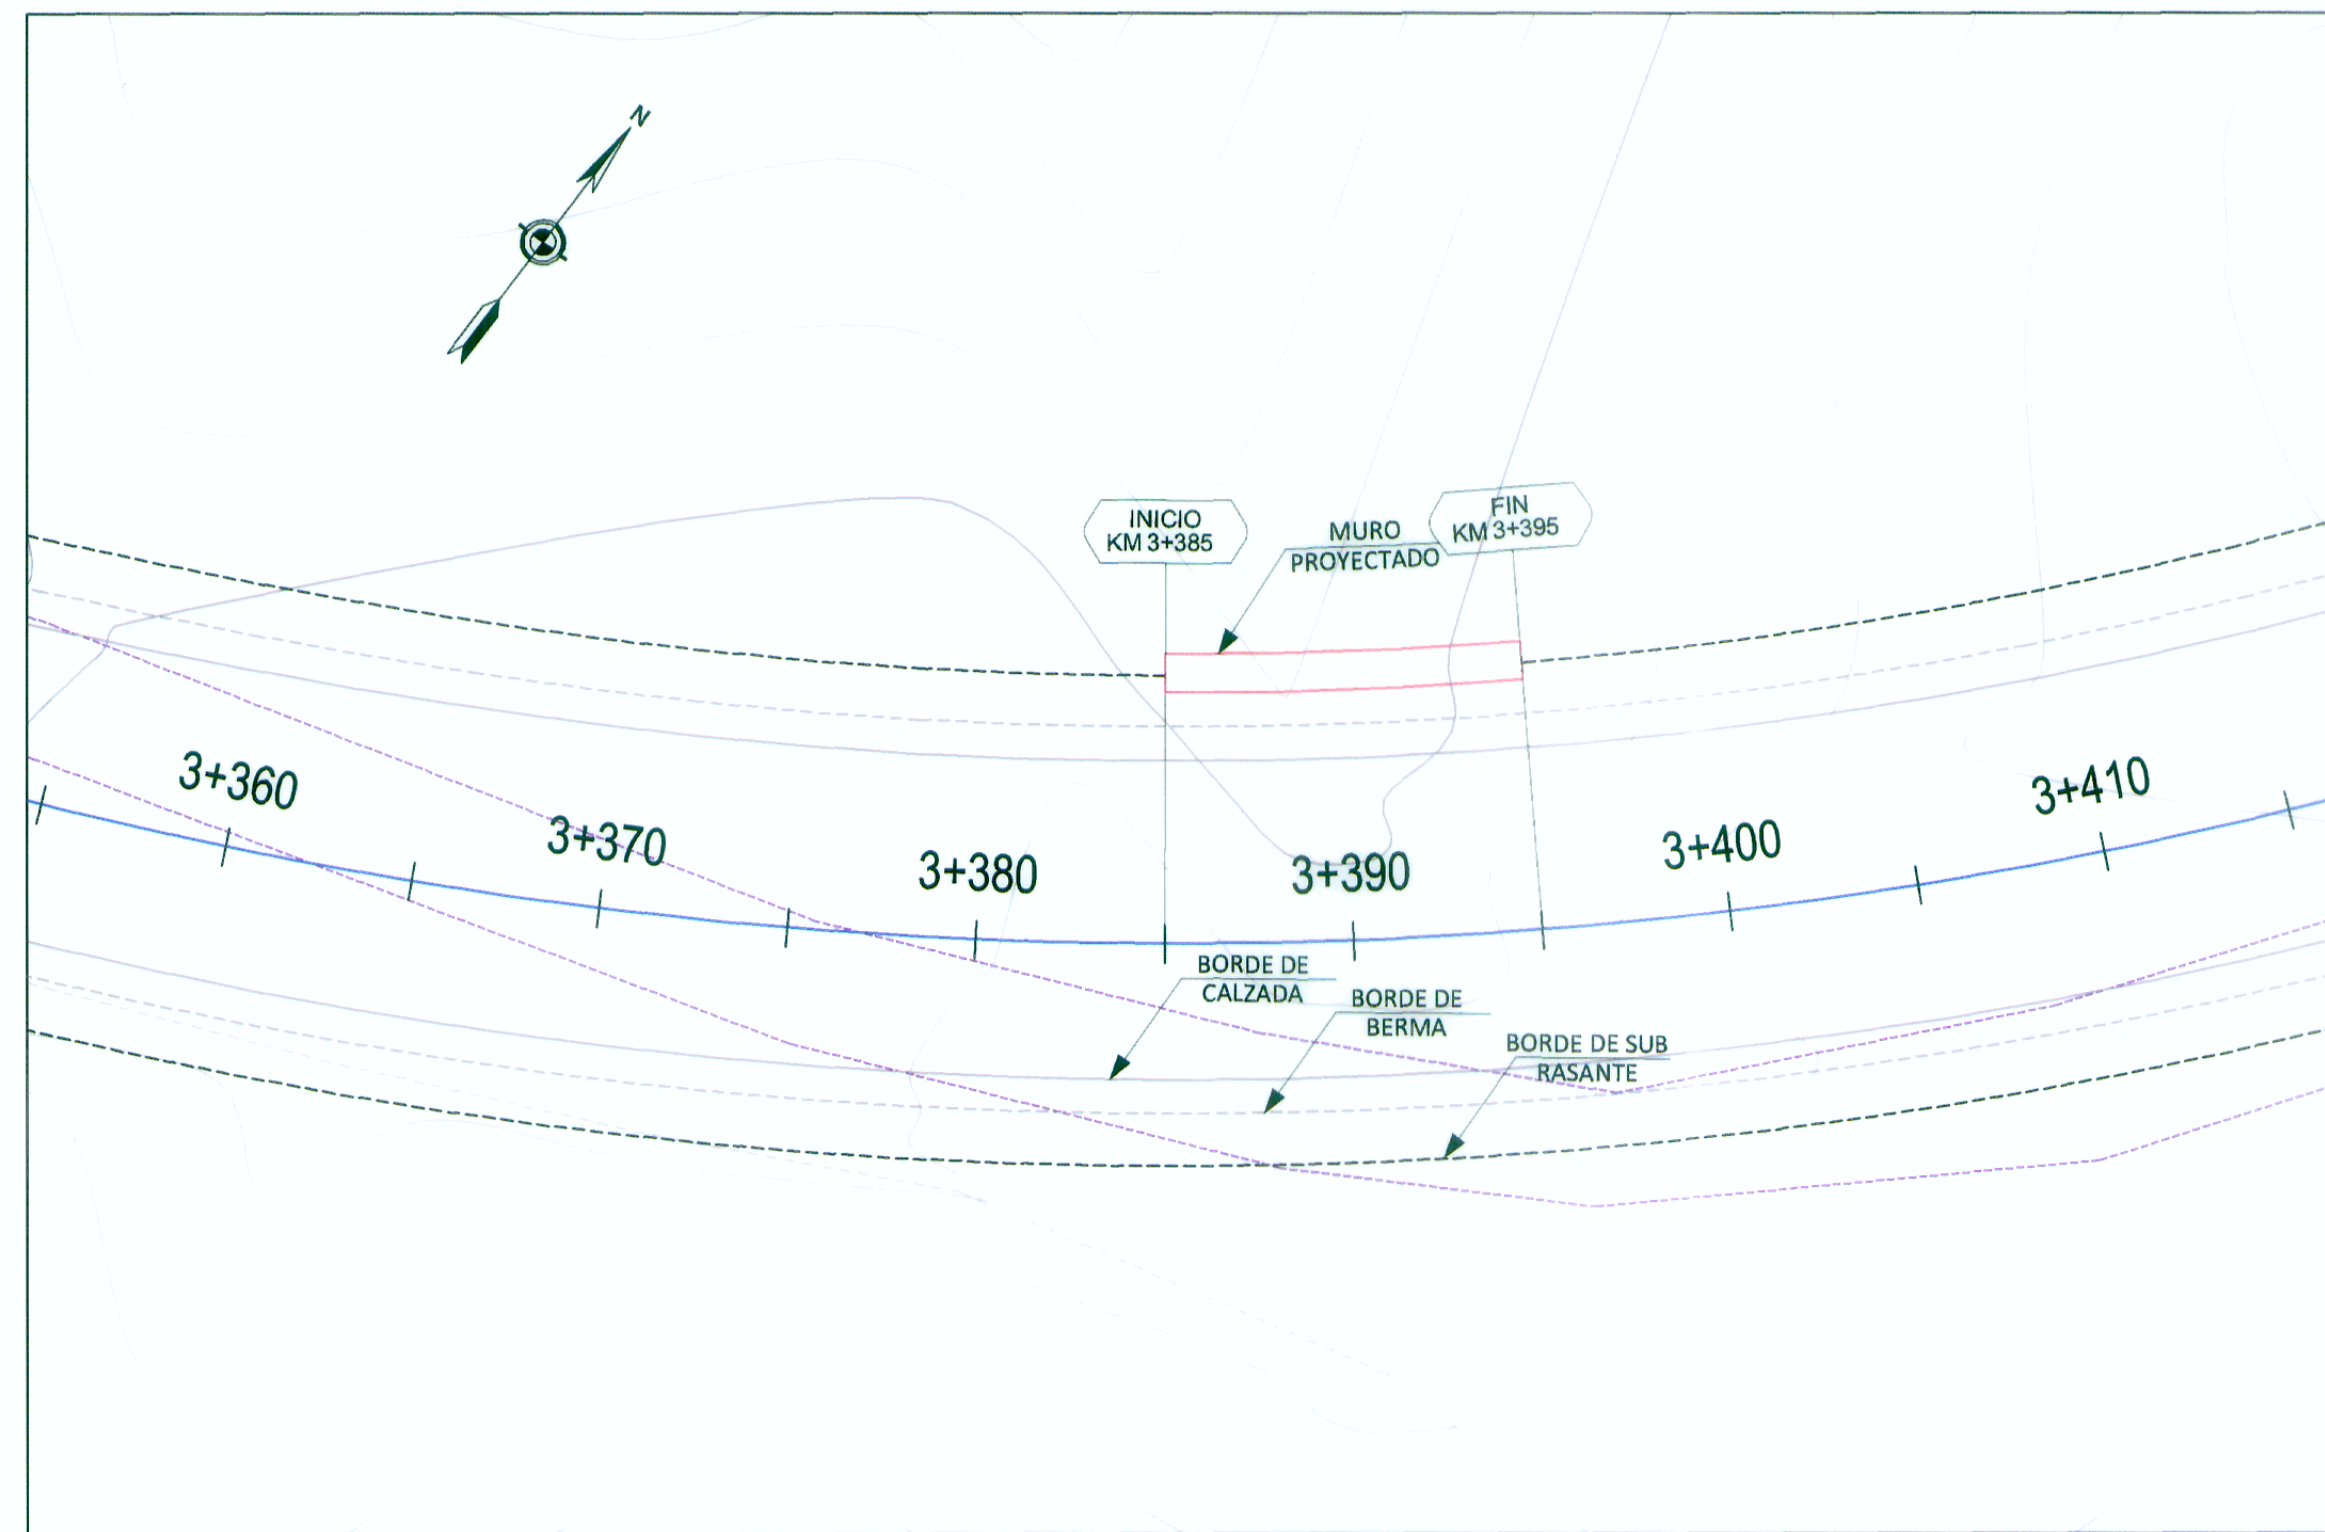 N
INICIO
KM 3+385
MURO
PROYECTADO
FIN
KM 3+395
3+360
3+370
3+380
3+390
3+400
3+410
BORDE DE
CALZADA
BORDE DE
BERMA
BORDE DE SUB
RASANTE